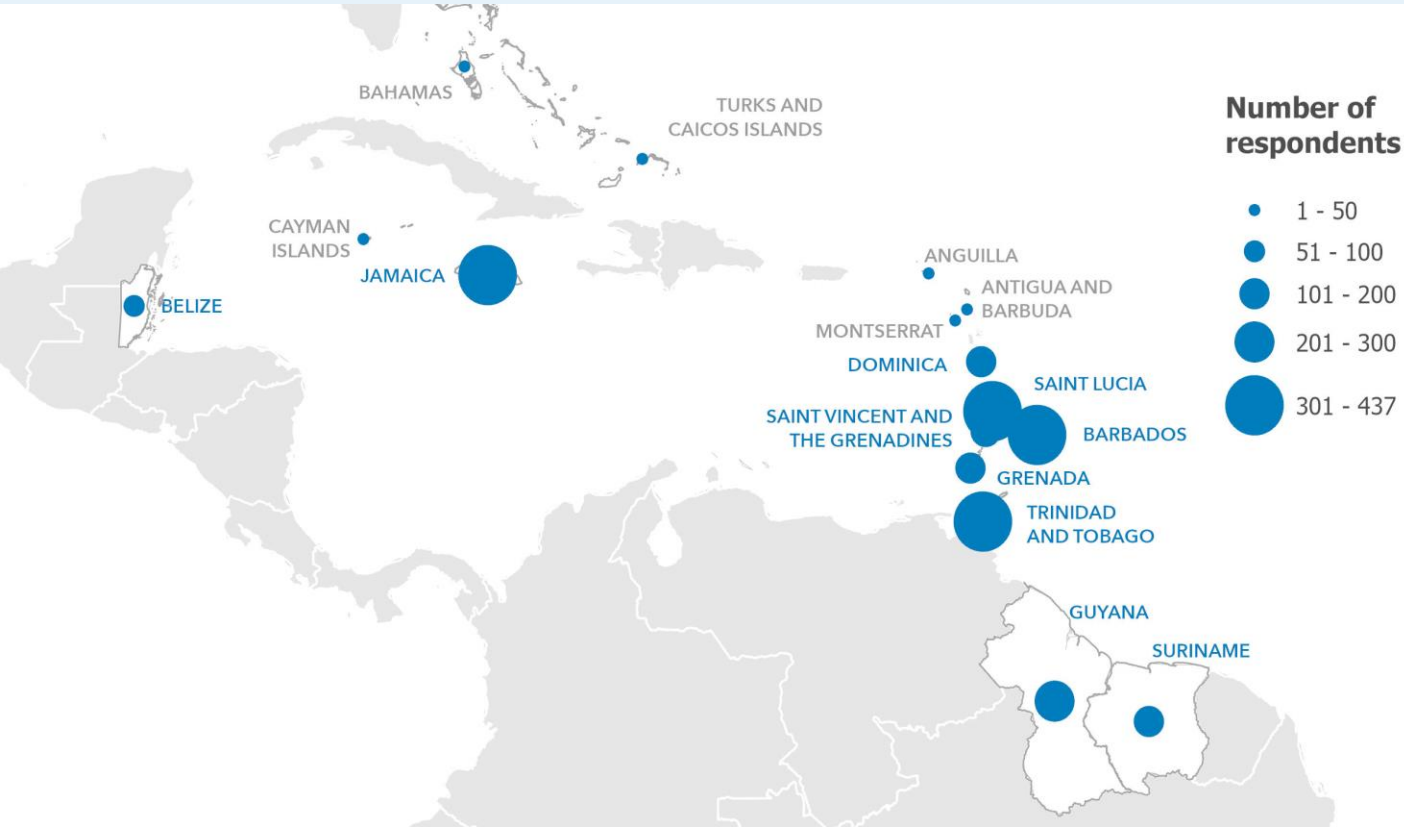 BAHAMAS
TURKS AND
CAICOS ISLANDS
CAYMAN
ISLANDS
JAMAICA
BELIZE
ANGUILLA
ANTIGUA AND
BARBUDA
MONTSERRAT
DOMINICA
SAINT LUCIA
SAINT VINCENT AND
THE GRENADINES
BARBADOS
GRENADA
TRINIDAD
AND TOBAGO
GUYANA
SURINAME
Number of
respondents
1 - 50
51 - 100
101 - 200
201 - 300
301 - 437